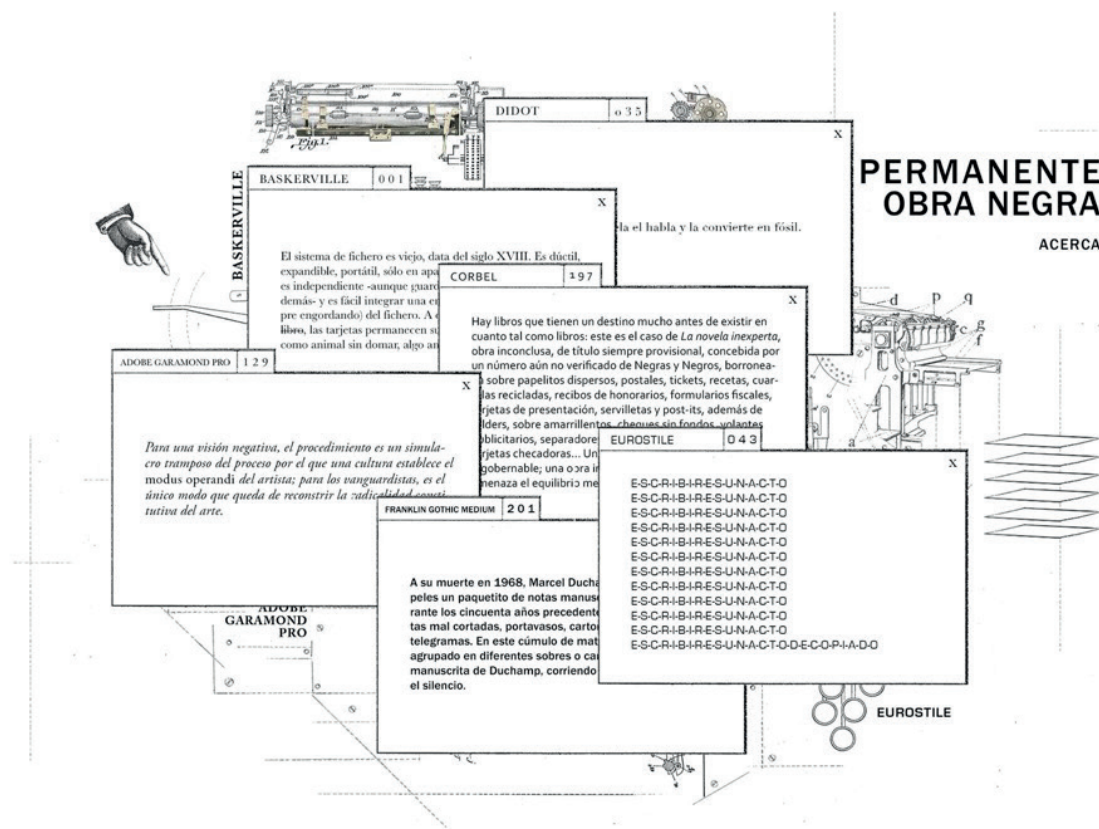 PERMANENTE
OBRA NEGRA
ACERCA
DIDOT 035
X
el habla y la convierte en fósil.
Fig.1.
BASKERVILLE
BASKERVILLE 001
X
El sistema de fichero es viejo, data del siglo XVIII. Es dúctil,
expandible, portátil, sólo en
es independiente -aunque
demás- y es fácil integrar una
pre engordando) del fichero. A
libro, las tarjetas permanecen
como animal sin domar, algo
CORBEL 197
X
Hay libros que tienen un destino mucho antes de existir en
cuanto tal como libros: este es el caso de La novela inexperta,
obra inconclusa, de título siempre provisional, concebida por
un número aún no verificado de Negras y Negros, borronea-
sobre papelitos dispersos, postales, tickets, recetas, cuar-
las recicladas, recibos de honorarios, formularios fiscales,
rjetas de presentación, servilletas y post-its, además de
lders, sobre amarrillentos, cheques sin fondos, volantes
blicitarios, separadore
rjetas checadoras... Un
gobernable; una obra
menaza el equilibrio me
ADOBE GARAMOND PRO 129
X
Para una visión negativa, el procedimiento es un simula-
cro tramposo del proceso por el que una cultura establece el
modus operandi del artista; para los vanguardistas, es el
único modo que queda de reconstrir la radicalidad consti-
tutiva del arte.
ADOBE
GARAMOND
PRO
FRANKLIN GOTHIC MEDIUM 201
A su muerte en 1968, Marcel Ducha
peles un paquetito de notas manus
rante los cincuenta años precedent
tas mal cortadas, portavasos, carto
telegramas. En este cúmulo de mat
agrupado en diferentes sobres o ca
manuscrita de Duchamp, corriendo
el silencio.
EUROSTILE 043
X
E-S-C-R-I-B-I-R-E-S-U-N-A-C-T-O
E-S-C-R-I-B-I-R-E-S-U-N-A-C-T-O
E-S-C-R-I-B-I-R-E-S-U-N-A-C-T-O
E-S-C-R-I-B-I-R-E-S-U-N-A-C-T-O
E-S-C-R-I-B-I-R-E-S-U-N-A-C-T-O
E-S-C-R-I-B-I-R-E-S-U-N-A-C-T-O
E-S-C-R-I-B-I-R-E-S-U-N-A-C-T-O
E-S-C-R-I-B-I-R-E-S-U-N-A-C-T-O
E-S-C-R-I-B-I-R-E-S-U-N-A-C-T-O
E-S-C-R-I-B-I-R-E-S-U-N-A-C-T-O
E-S-C-R-I-B-I-R-E-S-U-N-A-C-T-O
E-S-C-R-I-B-I-R-E-S-U-N-A-C-T-O-D-E-C-O-P-I-A-D-O
EUROSTILE
d p q
c g
f
a